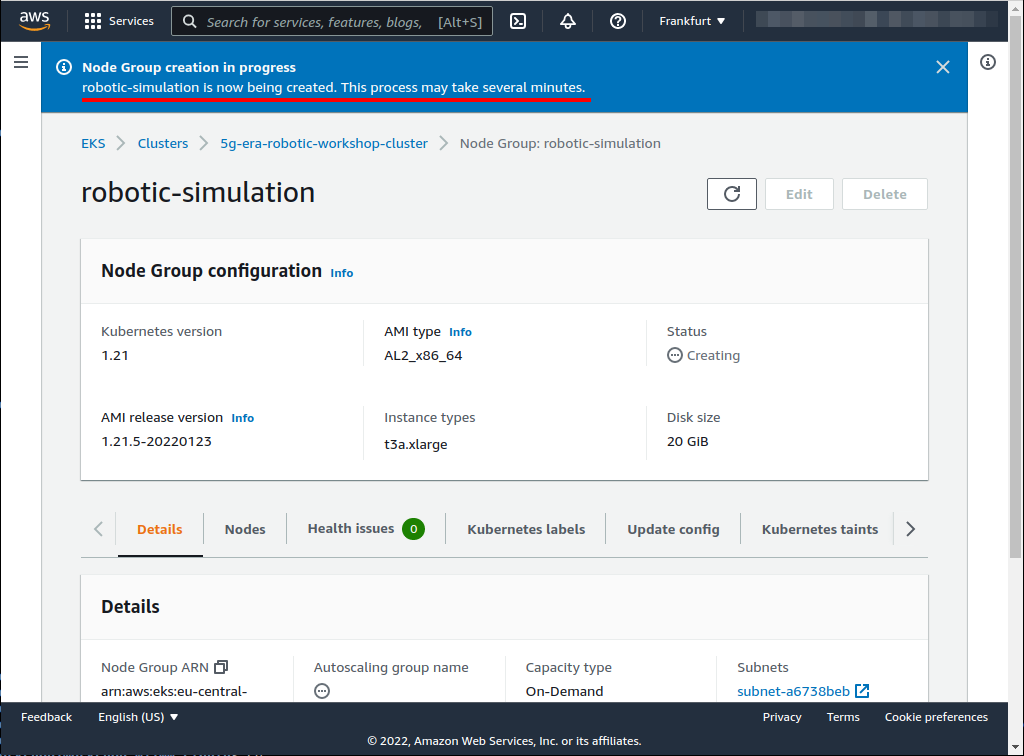 aws
Services
Search for services, features, blogs, [Alt+S]
Frankfurt
Node Group creation in progress
robotic-simulation is now being created. This process may take several minutes.
EKS
Clusters
5g-era-robotic-workshop-cluster
Node Group: robotic-simulation
robotic-simulation
Edit
Delete
Node Group configuration Info
Kubernetes version
1.21
AMI type Info
AL2_x86_64
Status
Creating
AMI release version Info
1.21.5-20220123
Instance types
t3a.xlarge
Disk size
20 GiB
Details
Nodes
Health issues 0
Kubernetes labels
Update config
Kubernetes taints
Details
Node Group ARN
arn:aws:eks:eu-central-
Autoscaling group name
Capacity type
On-Demand
Subnets
subnet-a6738beb
Feedback
English (US)
Privacy
Terms
Cookie preferences
© 2022, Amazon Web Services, Inc. or its affiliates.